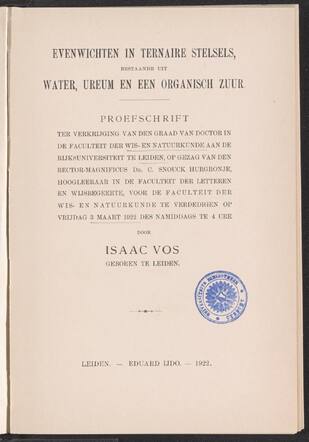 EVENWICHTEN IN TERNAIRE STELSELS,
BESTAANDE UIT
WATER, UREUM EN EEN ORGANISCH ZUUR.
PROEFSCHRIFT
TER VERKRIJGING VAN DEN GRAAD VAN DOCTOR IN
DE FACULTEIT DER WIS- EN NATUURKUNDE AAN DE
RIJKSUNIVERSITEIT TE LEIDEN, OP GEZAG VAN DEN
RECTOR-MAGNIFICUS DR. C. SNOUCK HURGRONJE,
HOOGLEERAAR IN DE FACULTEIT DER LETTEREN
EN WIJSBEGEERTE, VOOR DE FACULTEIT DER
WIS- EN NATUURKUNDE TE VERDEDIGEN OP
VRIJDAG 3 MAART 1922 DES NAMIDDAGS TE 4 URE
DOOR
ISAAC VOS
GEBOREN TE LEIDEN.
LEIDEN. — EDUARD IJDO. — 1922.